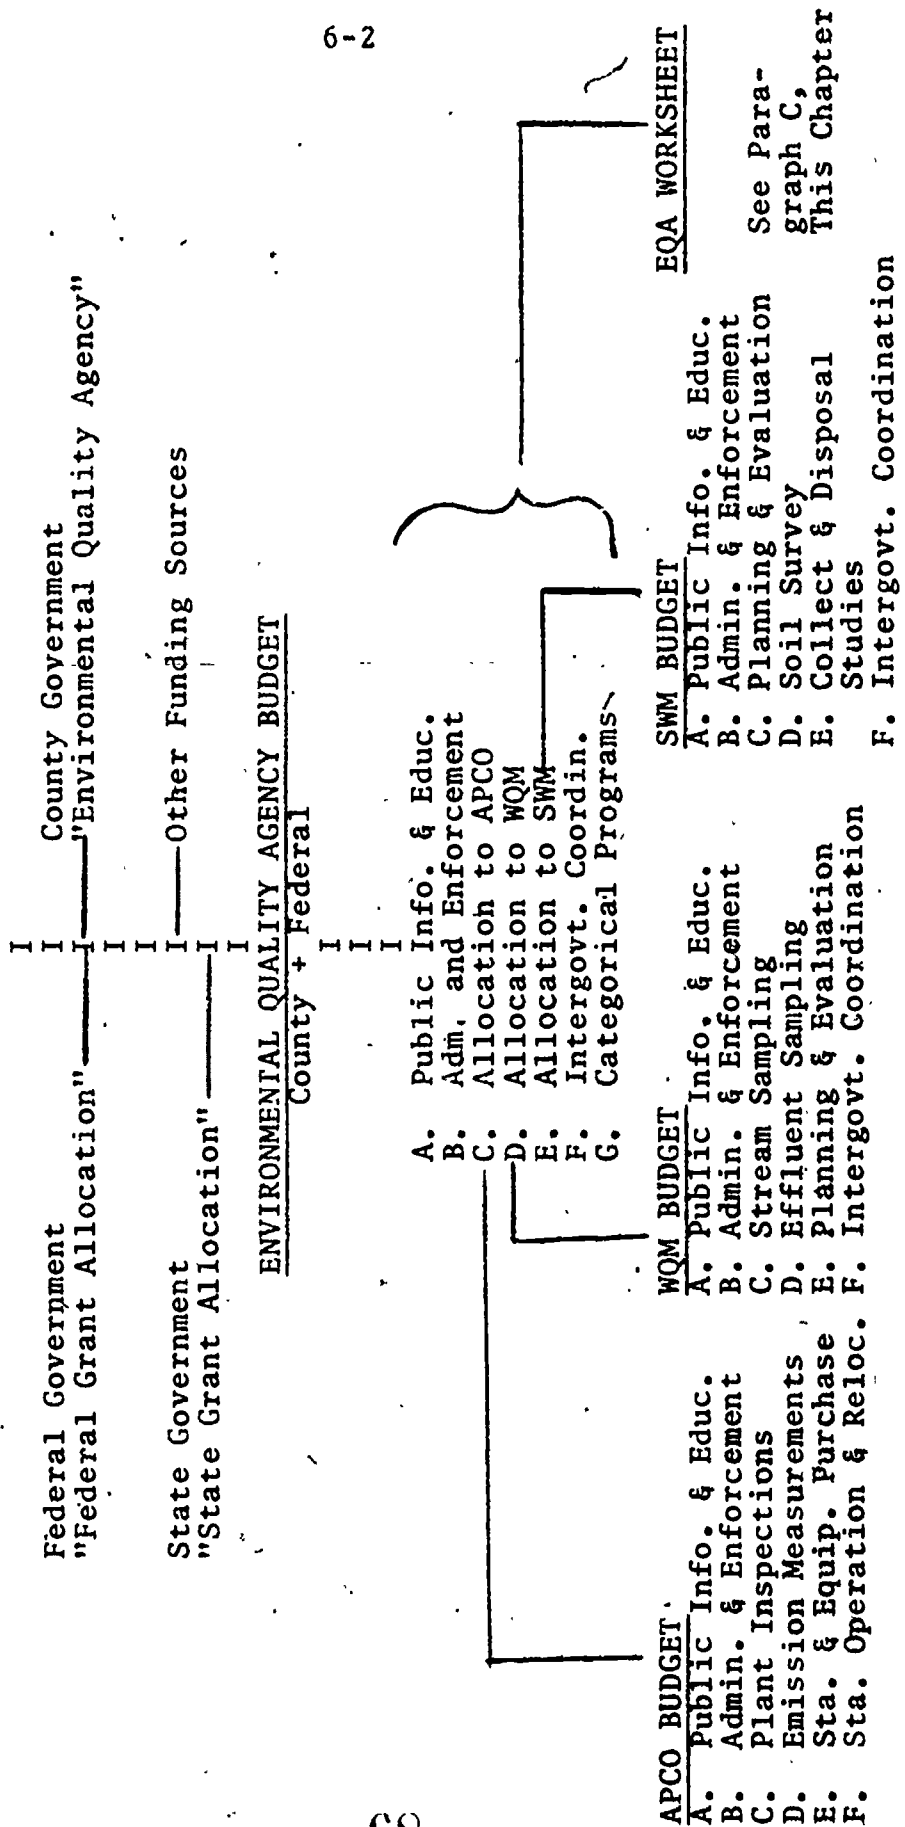 6-2
Federal Government
"Federal Grant Allocation"
County Government
"Environmental Quality Agency"
State Government
"State Grant Allocation"
Other Funding Sources
I
I
I
I
I
I
I
I
ENVIRONMENTAL QUALITY AGENCY BUDGET
County + Federal
I
I
I
A. Public Info. & Educ.
B. Adm. and Enforcement
C. Allocation to APCO
D. Allocation to WQM
E. Allocation to SWM
F. Intergovt. Coordin.
G. Categorical Programs
APCO BUDGET
A. Public Info. & Educ.
B. Admin. & Enforcement
C. Plant Inspections
D. Emission Measurements
E. Sta. & Equip. Purchase
F. Sta. Operation & Reloc.
WQM BUDGET
A. Public Info. & Educ.
B. Admin. & Enforcement
C. Stream Sampling
D. Effluent Sampling
E. Planning & Evaluation
F. Intergovt. Coordination
SWM BUDGET
A. Public Info. & Educ.
B. Admin. & Enforcement
C. Planning & Evaluation
D. Soil Survey
E. Collect & Disposal
Studies
F. Intergovt. Coordination
EQA WORKSHEET
See Para-
graph C,
This Chapter